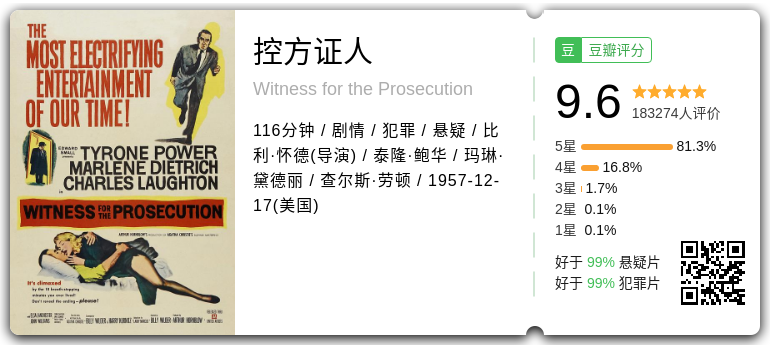 THE
MOST ELECTRIFYING
ENTERTAINMENT
OF OUR TIME!
EDWARD
SMALL
TYRONE POWER
MARLENE DIETRICH
CHARLES LAUGHTON
in
WITNESS FOR THE PROSECUTION
It's climaxed
by the 10 breath-stopping
minutes you ever lived!
Don't reveal the ending—please!
控方证人
Witness for the Prosecution
116分钟 / 剧情 / 犯罪 / 悬疑 / 比
利·怀德(导演) / 泰隆·鲍华 / 玛琳·
黛德丽 / 查尔斯·劳顿 / 1957-12-
17(美国)
豆 豆瓣评分
9.6
183274人评价
5星 81.3%
4星 16.8%
3星 1.7%
2星 0.1%
1星 0.1%
好于 99% 悬疑片
好于 99% 犯罪片